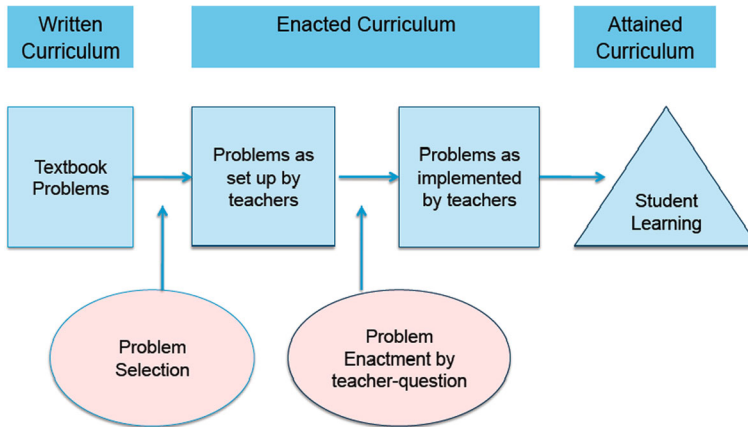 Written
Curriculum
Enacted Curriculum
Attained
Curriculum
Textbook
Problems
Problems as
set up by
teachers
Problems as
implemented
by teachers
Student
Learning
Problem
Selection
Problem
Enactment by
teacher-question